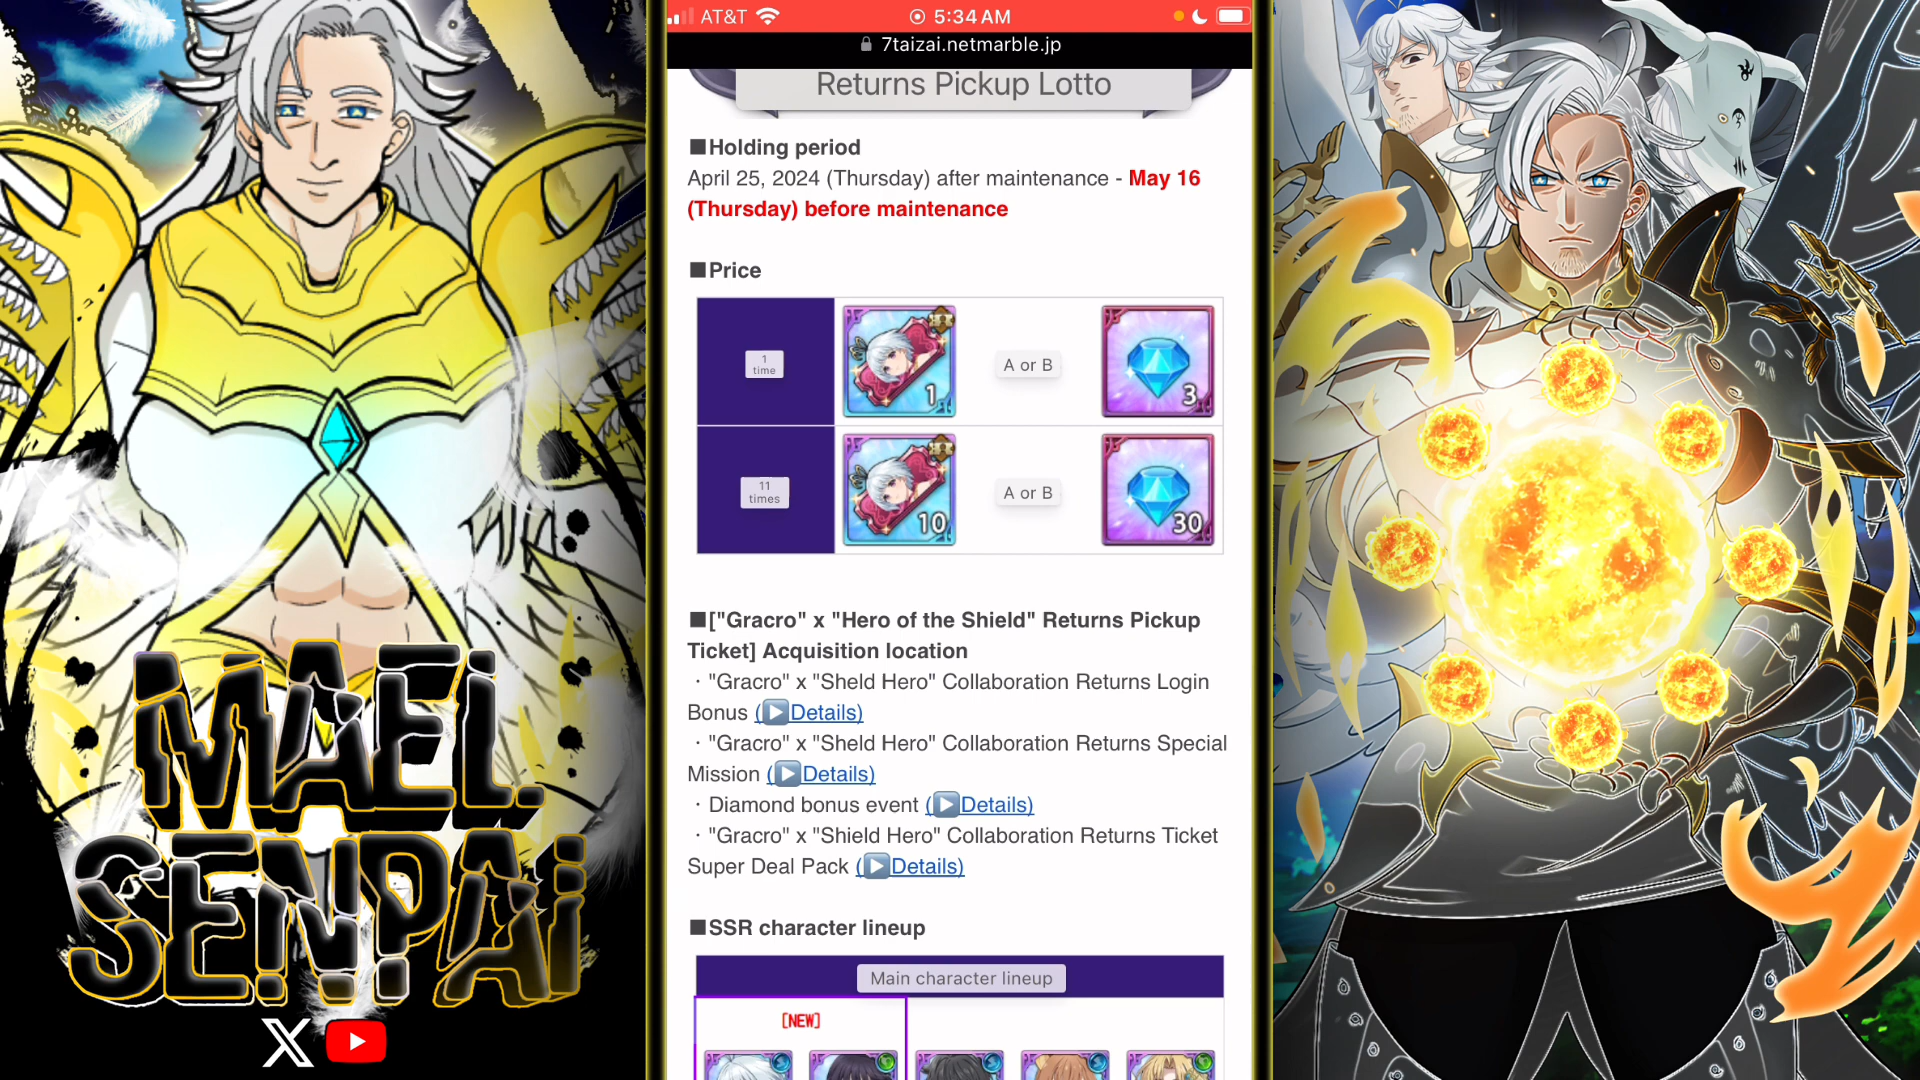 MAEL
SENPAI
AT&T
5:34 AM
7taizai.netmarble.jp
Returns Pickup Lotto
■Holding period
April 25, 2024 (Thursday) after maintenance - May 16
(Thursday) before maintenance
■Price
1
time
1
A or B
3
11
times
10
A or B
30
■["Gracro" x "Hero of the Shield" Returns Pickup
Ticket] Acquisition location
・"Gracro" x "Sheld Hero" Collaboration Returns Login
Bonus (▶Details)
・"Gracro" x "Sheld Hero" Collaboration Returns Special
Mission (▶Details)
・Diamond bonus event (▶Details)
・"Gracro" x "Shield Hero" Collaboration Returns Ticket
Super Deal Pack (▶Details)
■SSR character lineup
Main character lineup
[NEW]